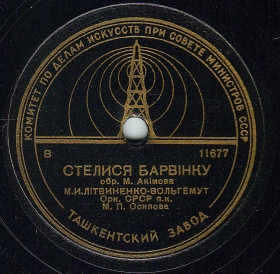 КОМИТЕТ ПО ДЕЛАМ ИСКУССТВ ПРИ СОВЕТЕ МИНИСТРОВ СССР
В 11677
СТЕЛИСЯ БАРВІНКУ
обр. М. Акімова
М.И.ЛІТВИНЕНКО-ВОЛЬГЕМУТ
Орк. СРСР п.к.
М. П. Осипова
ТАШКЕНТСКИЙ ЗАВОД